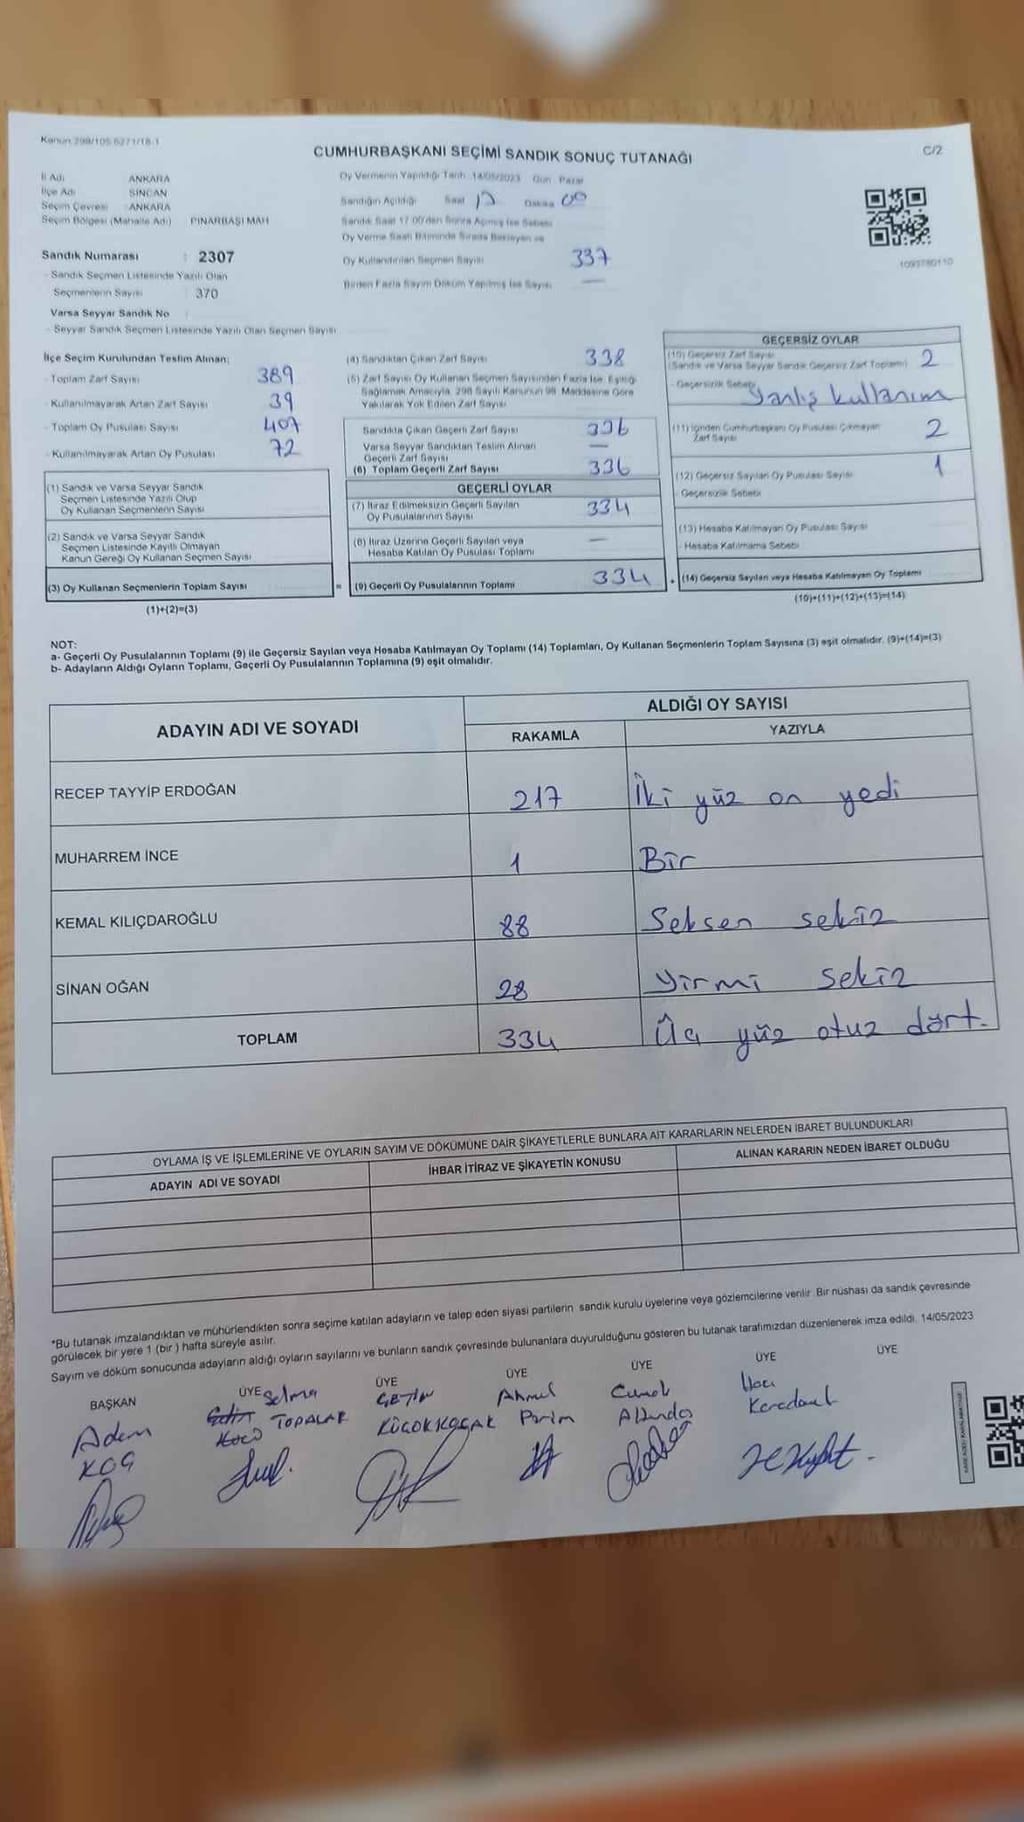 Kanun 298/105 6271/18-1
C/2
CUMHURBAŞKANI SEÇİMİ SANDIK SONUÇ TUTANAĞI
İl Adı ANKARA
İlçe Adı SİNCAN
Seçim Çevresi : ANKARA
Seçim Bölgesi (Mahalle Adı) PINARBAŞI MAH
Sandık Numarası : 2307
- Sandık Seçmen Listesinde Yazılı Olan
Seçmenlerin Sayısı 370
Varsa Seyyar Sandık No
- Seyyar Sandık Seçmen Listesinde Yazılı Olan Seçmen Sayısı
Oy Vermenin Yapıldığı Tarih 14/05/2023 Gün Pazar
Sandığın Açıldığı Saat 17 Dakika 00
Sandık Saat 17.00'den Sonra Açılmış İse Sebebi
Oy Verme Saati Bitiminde Sırada Bekleyen ve
Oy Kullandırılan Seçmen Sayısı 337
Birden Fazla Sayım Döküm Yapılmış İse Sayısı —
1093780110
İlçe Seçim Kurulundan Teslim Alınan;
- Toplam Zarf Sayısı 389
- Kullanılmayarak Artan Zarf Sayısı 39
- Toplam Oy Pusulası Sayısı 407
- Kullanılmayarak Artan Oy Pusulası 72
(1) Sandık ve Varsa Seyyar Sandık
Seçmen Listesinde Yazılı Olup
Oy Kullanan Seçmenlerin Sayısı
(2) Sandık ve Varsa Seyyar Sandık
Seçmen Listesinde Kayıtlı Olmayan
Kanun Gereği Oy Kullanan Seçmen Sayısı
(3) Oy Kullanan Seçmenlerin Toplam Sayısı =
(1)+(2)=(3)
(4) Sandıktan Çıkan Zarf Sayısı 338
(5) Zarf Sayısı Oy Kullanan Seçmen Sayısından Fazla İse, Eşitliği
Sağlamak Amacıyla, 298 Sayılı Kanunun 98. Maddesine Göre
Yakılarak Yok Edilen Zarf Sayısı
Sandıkta Çıkan Geçerli Zarf Sayısı 336
Varsa Seyyar Sandıktan Teslim Alınan
Geçerli Zarf Sayısı —
(6) Toplam Geçerli Zarf Sayısı 336
GEÇERLİ OYLAR
(7) İtiraz Edilmeksizin Geçerli Sayılan
Oy Pusulalarının Sayısı 334
(8) İtiraz Üzerine Geçerli Sayılan veya
Hesaba Katılan Oy Pusulası Toplamı —
(9) Geçerli Oy Pusulalarının Toplamı 334 +
GEÇERSİZ OYLAR
(10) Geçersiz Zarf Sayısı
(Sandık ve Varsa Seyyar Sandık Geçersiz Zarf Toplamı) 2
- Geçersizlik Sebebi Yanlış kullanım
(11) İçinden Cumhurbaşkanı Oy Pusulası Çıkmayan
Zarf Sayısı 2
(12) Geçersiz Sayılan Oy Pusulası Sayısı 1
- Geçersizlik Sebebi
(13) Hesaba Katılmayan Oy Pusulası Sayısı
- Hesaba Katılmama Sebebi
(14) Geçersiz Sayılan veya Hesaba Katılmayan Oy Toplamı
(10)+(11)+(12)+(13)=(14)
NOT:
a- Geçerli Oy Pusulalarının Toplamı (9) ile Geçersiz Sayılan veya Hesaba Katılmayan Oy Toplamı (14) Toplamları, Oy Kullanan Seçmenlerin Toplam Sayısına (3) eşit olmalıdır. (9)+(14)=(3)
b- Adayların Aldığı Oyların Toplamı, Geçerli Oy Pusulalarının Toplamına (9) eşit olmalıdır.
ADAYIN ADI VE SOYADI
ALDIĞI OY SAYISI
RAKAMLA YAZIYLA
RECEP TAYYİP ERDOĞAN 217 İki yüz on yedi
MUHARREM İNCE 1 Bir
KEMAL KILIÇDAROĞLU 88 Seksen sekiz
SİNAN OĞAN 28 Yirmi sekiz
TOPLAM 334 Üç yüz otuz dört.
OYLAMA İŞ VE İŞLEMLERİNE VE OYLARIN SAYIM VE DÖKÜMÜNE DAİR ŞİKAYETLERLE BUNLARA AİT KARARLARIN NELERDEN İBARET BULUNDUKLARI
ADAYIN ADI VE SOYADI İHBAR İTİRAZ VE ŞİKAYETİN KONUSU ALINAN KARARIN NEDEN İBARET OLDUĞU
*Bu tutanak imzalandıktan ve mühürlendikten sonra seçime katılan adayların ve talep eden siyasi partilerin sandık kurulu üyelerine veya gözlemcilerine verilir. Bir nüshası da sandık çevresinde
görülecek bir yere 1 (bir) hafta süreyle asılır.
Sayım ve döküm sonucunda adayların aldığı oyların sayılarını ve bunların sandık çevresinde bulunanlara duyurulduğunu gösteren bu tutanak tarafımızdan düzenlenerek imza edildi. 14/05/2023
BAŞKAN ÜYE ÜYE ÜYE ÜYE ÜYE ÜYE
Adem Selma ÇETİN Ahmet Cumali
KOÇ TOPALAR KÜÇÜKKOÇAK